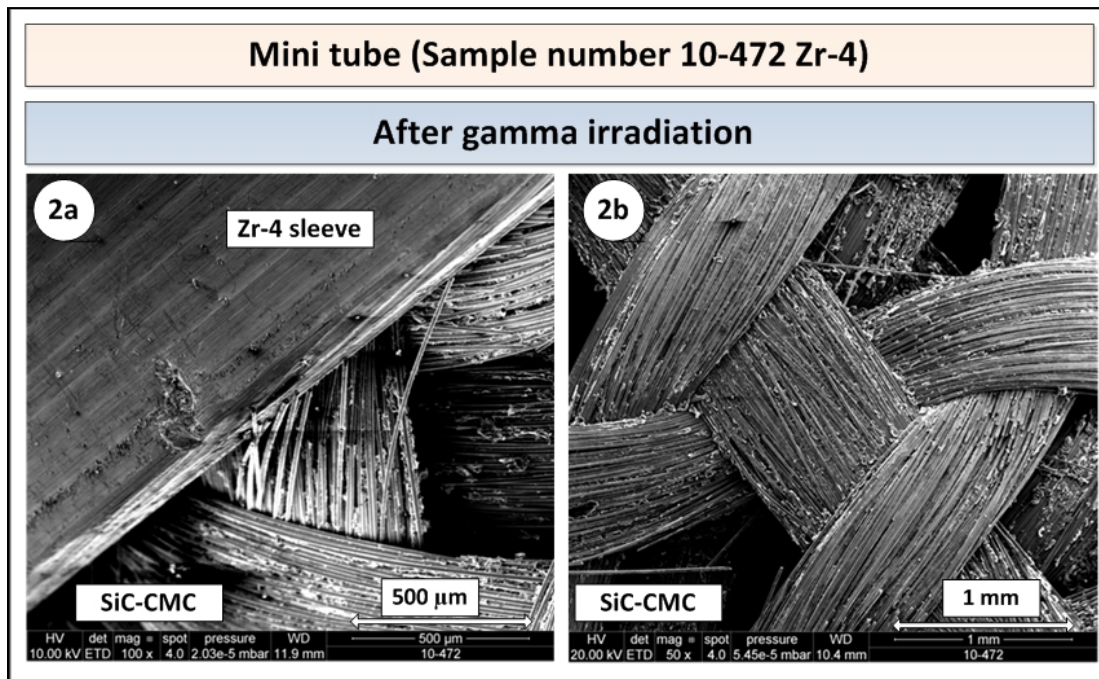 Mini tube (Sample number 10-472 Zr-4)
After gamma irradiation
2a
Zr-4 sleeve
SiC-CMC
500 µm
HV det mag = spot pressure WD 500 µm
10.00 kV ETD 100 x 4.0 2.03e-5 mbar 11.9 mm 10-472
2b
SiC-CMC
1 mm
HV det mag = spot pressure WD 1 mm
20.00 kV ETD 50 x 4.0 5.45e-5 mbar 10.4 mm 10-472